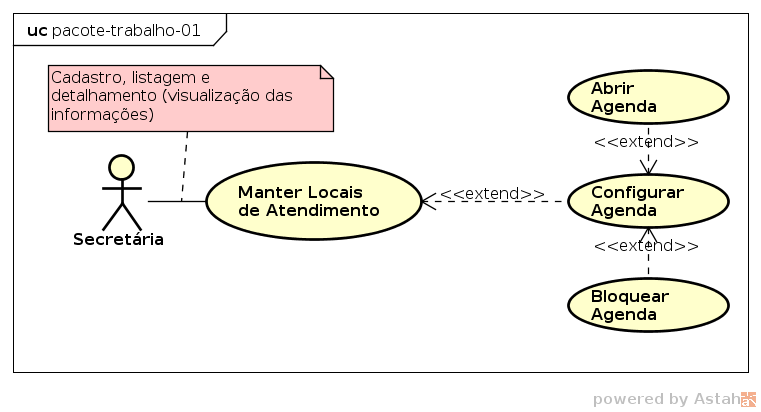 uc pacote-trabalho-01
Cadastro, listagem e
detalhamento (visualização das
informações)
Secretária
Manter Locais
de Atendimento
<<extend>>
Abrir
Agenda
<<extend>>
Configurar
Agenda
<<extend>>
Bloquear
Agenda
powered by Astah